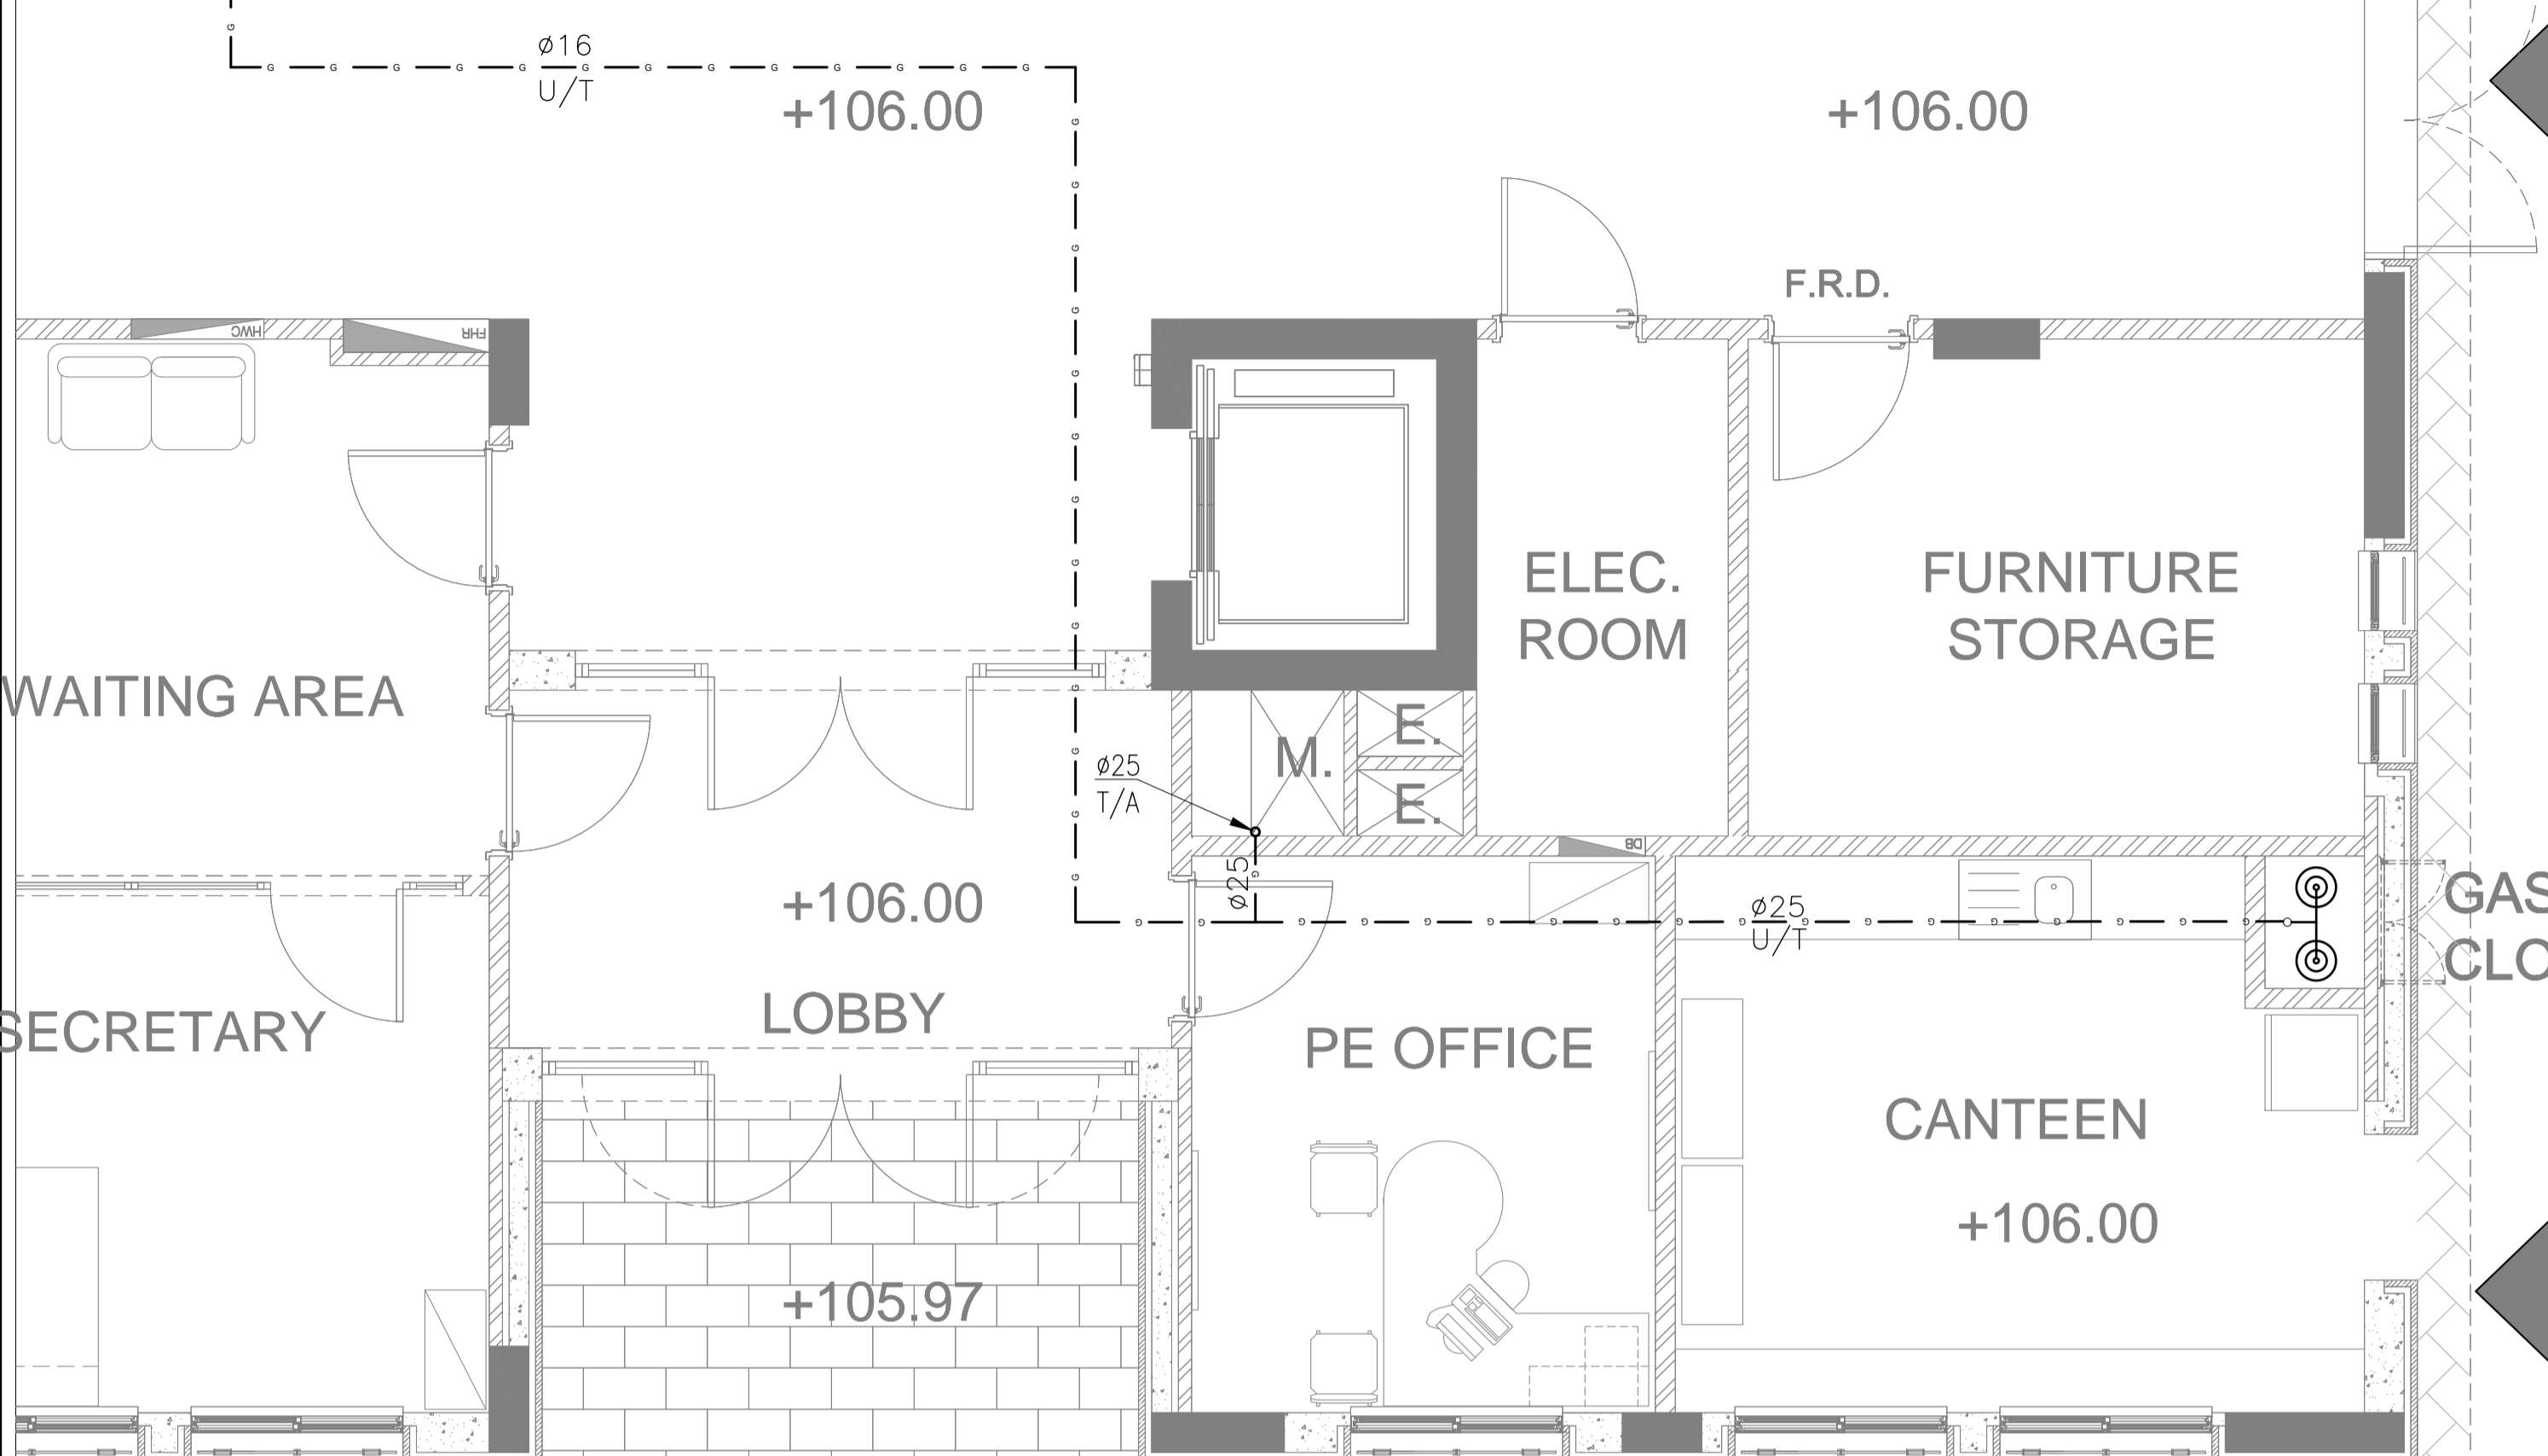 ø16
U/T
+106.00
+106.00
F.R.D.
HWC
FHR
ELEC.
ROOM
FURNITURE
STORAGE
WAITING AREA
M.
E.
E.
ø25
T/A
DB
ø25
+106.00
ø25
U/T
GAS
CLO
LOBBY
SECRETARY
PE OFFICE
CANTEEN
+106.00
+105.97
G G G G G G G G G G G G G